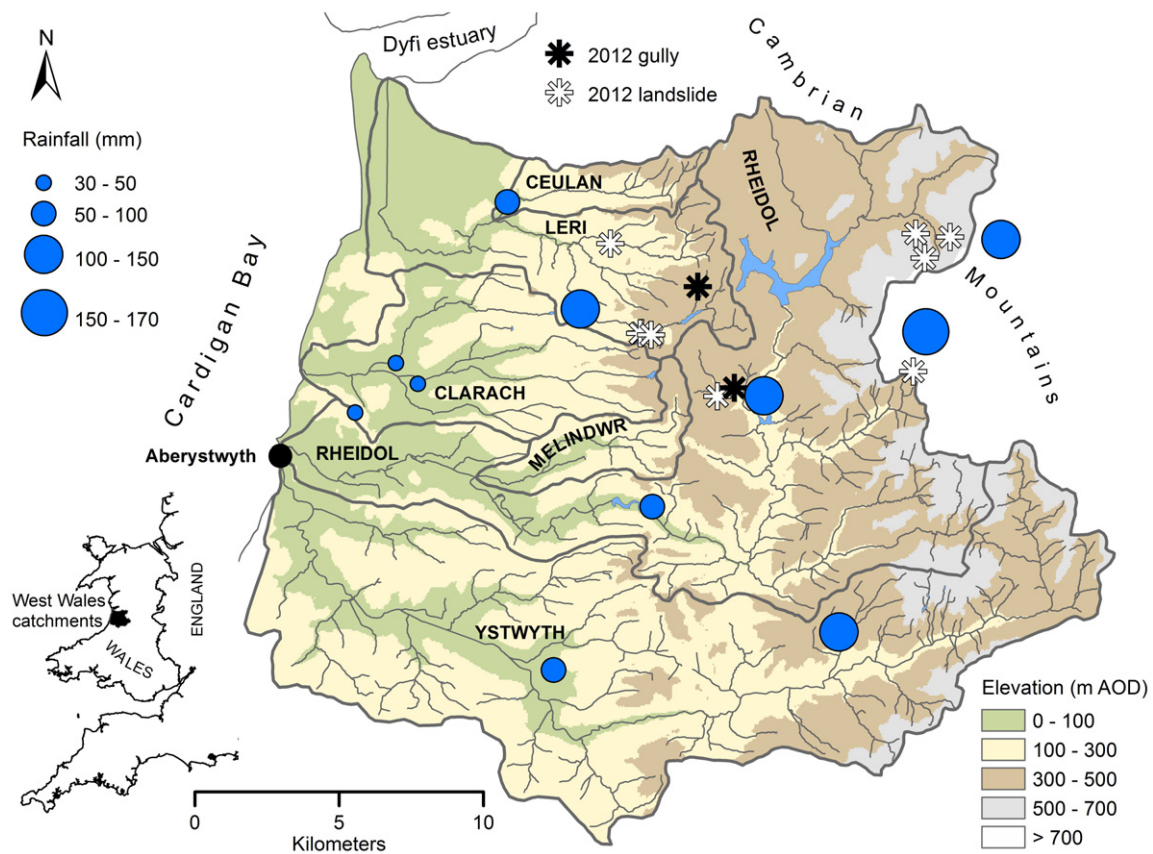 N
Dyfi estuary
2012 gully
2012 landslide
Cambrian
Mountains
Rainfall (mm)
30 - 50
50 - 100
100 - 150
150 - 170
Cardigan Bay
CEULAN
LERI
RHEIDOL
CLARACH
MELINDWR
RHEIDOL
Aberystwyth
YSTWYTH
West Wales
catchments
ENGLAND
WALES
0 5 10
Kilometers
Elevation (m AOD)
0 - 100
100 - 300
300 - 500
500 - 700
> 700